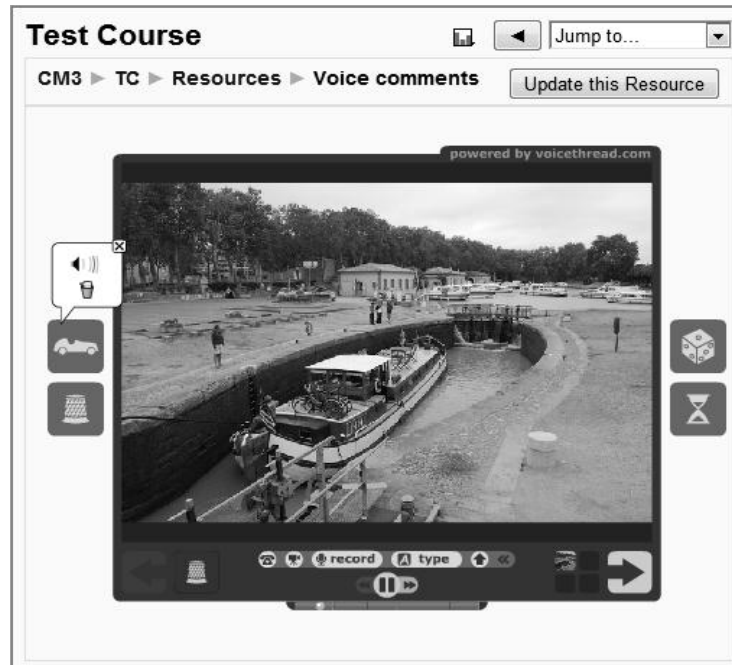 Test Course
Jump to...
CM3 ► TC ► Resources ► Voice comments
Update this Resource
powered by voicethread.com
record
A type